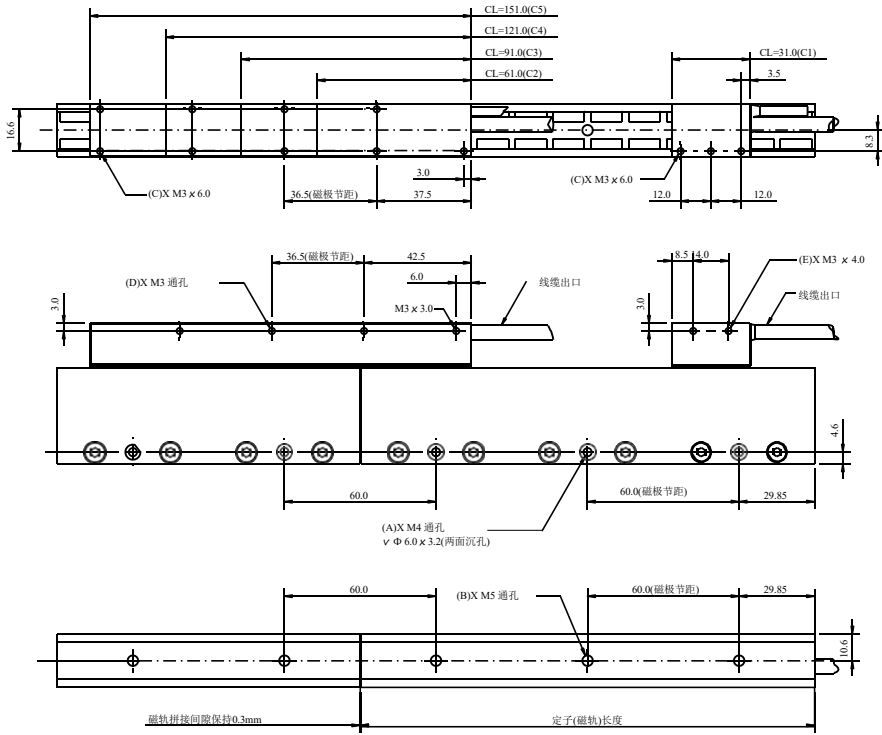 CL=151.0(C5)
CL=121.0(C4)
CL=91.0(C3)
CL=31.0(C1)
CL=61.0(C2)
3.5
16.6
8.3
3.0
(C)X M3 x 6.0
(C)X M3 x 6.0
36.5(磁极节距)
37.5
12.0
12.0
36.5(磁极节距)
42.5
8.5
14.0
(E)X M3 x 4.0
(D)X M3 通孔
6.0
线缆出口
线缆出口
3.0
M3 x 3.0
3.0
4.6
60.0
60.0(磁极节距)
29.85
(A)X M4 通孔
v Φ 6.0 x 3.2(两面沉孔)
60.0
(B)X M5 通孔
60.0(磁极节距)
29.85
10.6
磁轨拼接间隙保持0.3mm
定子(磁轨)长度